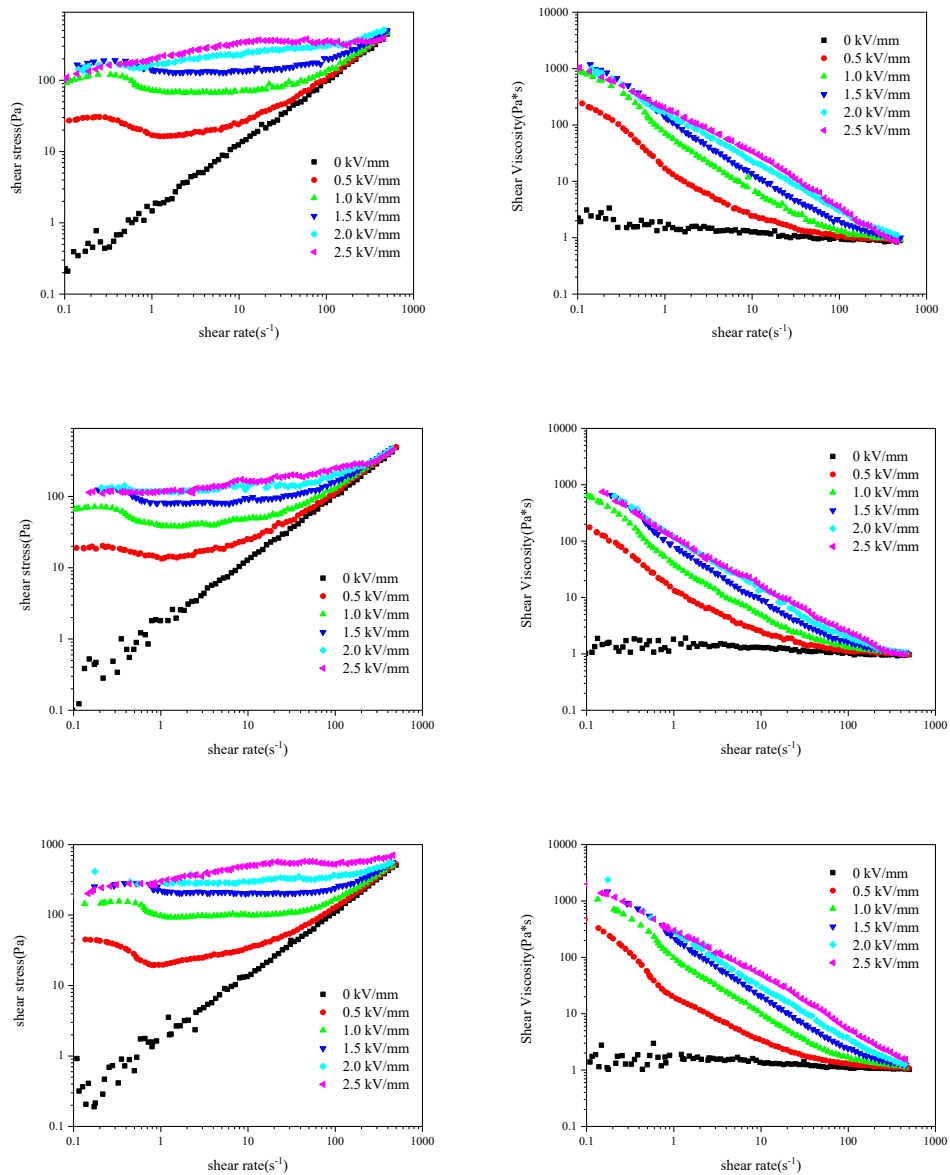 100
10
1
0.1
0.1
1
10
100
1000
shear stress(Pa)
shear rate(s⁻¹)
0 kV/mm
0.5 kV/mm
1.0 kV/mm
1.5 kV/mm
2.0 kV/mm
2.5 kV/mm
10000
1000
100
10
1
0.1
0.1
1
10
100
1000
Shear Viscosity(Pa*s)
shear rate(s⁻¹)
0 kV/mm
0.5 kV/mm
1.0 kV/mm
1.5 kV/mm
2.0 kV/mm
2.5 kV/mm
100
10
1
0.1
0.1
1
10
100
1000
shear stress(Pa)
shear rate(s⁻¹)
0 kV/mm
0.5 kV/mm
1.0 kV/mm
1.5 kV/mm
2.0 kV/mm
2.5 kV/mm
10000
1000
100
10
1
0.1
0.1
1
10
100
1000
Shear Viscosity(Pa*s)
shear rate(s⁻¹)
0 kV/mm
0.5 kV/mm
1.0 kV/mm
1.5 kV/mm
2.0 kV/mm
2.5 kV/mm
1000
100
10
1
0.1
0.1
1
10
100
1000
shear stress(Pa)
shear rate(s⁻¹)
0 kV/mm
0.5 kV/mm
1.0 kV/mm
1.5 kV/mm
2.0 kV/mm
2.5 kV/mm
10000
1000
100
10
1
0.1
0.1
1
10
100
1000
Shear Viscosity(Pa*s)
shear rate(s⁻¹)
0 kV/mm
0.5 kV/mm
1.0 kV/mm
1.5 kV/mm
2.0 kV/mm
2.5 kV/mm